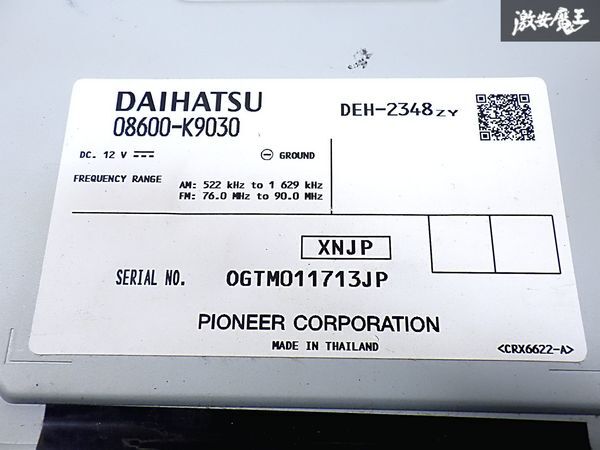 激安魔王
DAIHATSU
08600-K9030
DEH-2348ZY
DC. 12 V
GROUND
FREQUENCY RANGE
AM: 522 kHz to 1 629 kHz
FM: 76.0 MHz to 90.0 MHz
XNJP
SERIAL NO. OGTM011713JP
PIONEER CORPORATION
MADE IN THAILAND
<CRX6622-A>